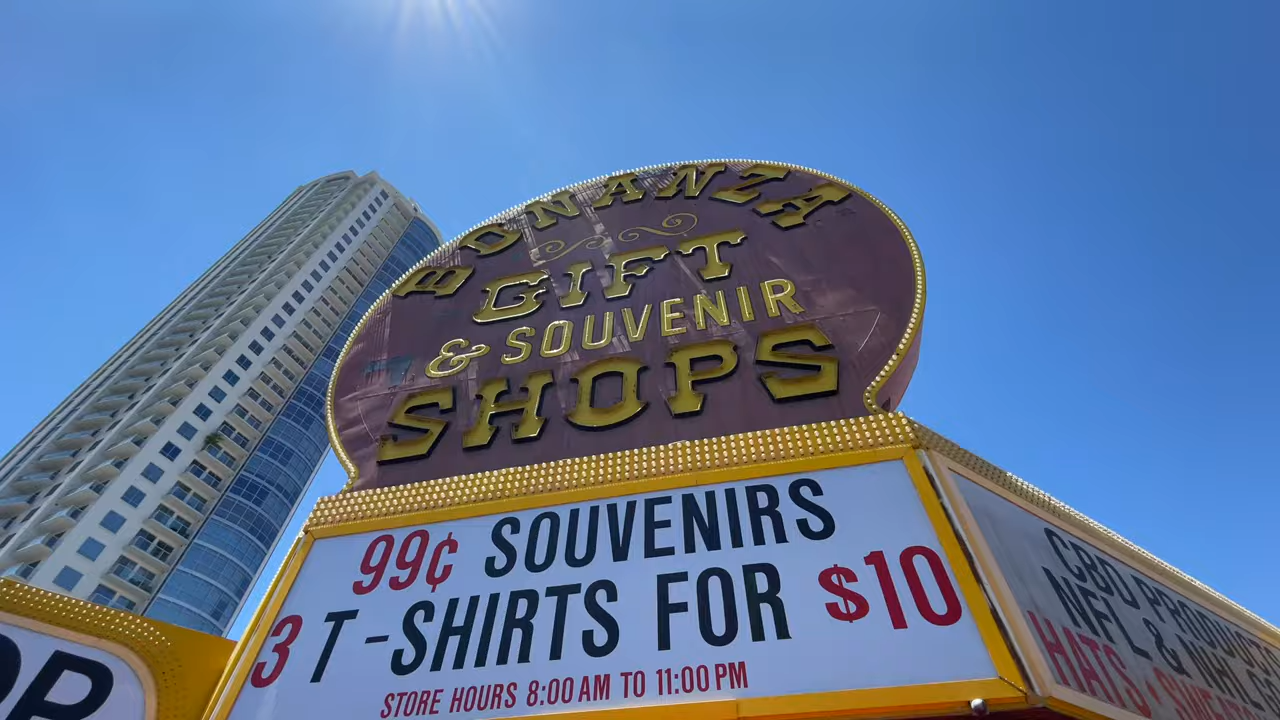 BONANZA
GIFT
& SOUVENIR
SHOPS
99¢ SOUVENIRS
3 T-SHIRTS FOR $10
STORE HOURS 8:00AM TO 11:00PM
CBD PRODUCTS
NFL & NHL
HATS
OP